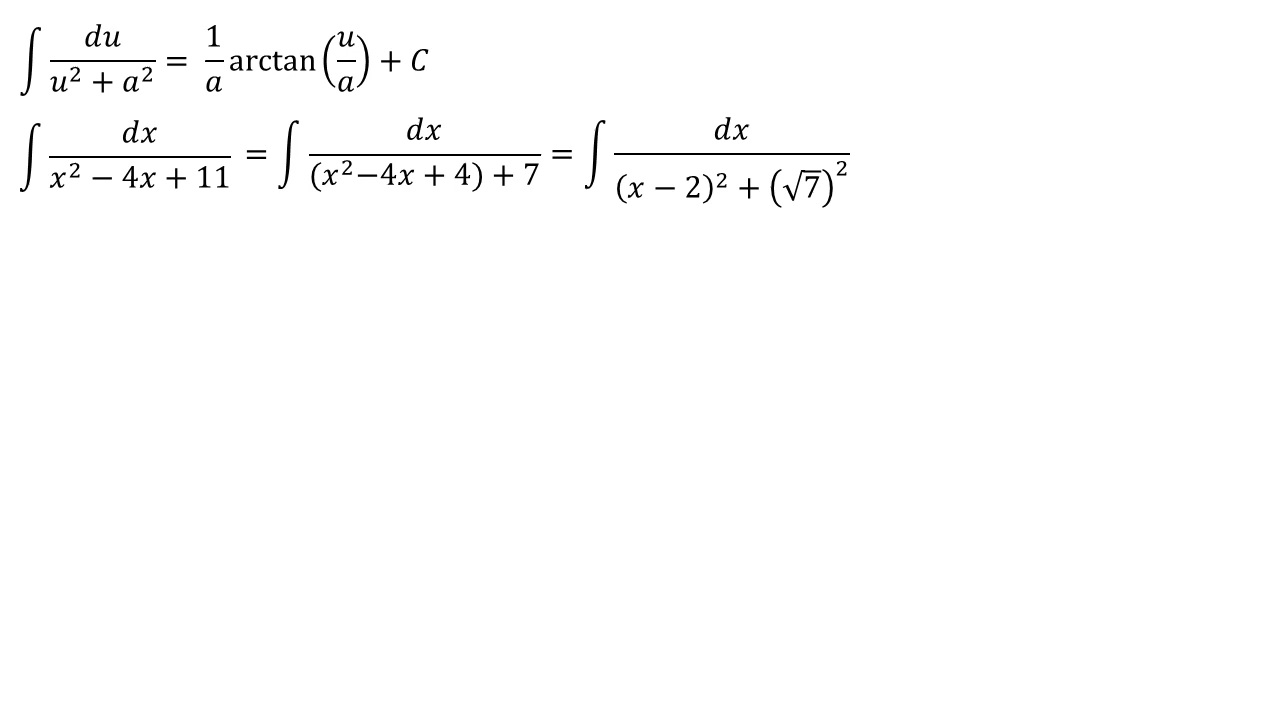 ∫ du/(u² + a²) = 1/a arctan(u/a) + C
∫ dx/(x² − 4x + 11) = ∫ dx/((x²−4x + 4) + 7) = ∫ dx/((x − 2)² + (√7)²)